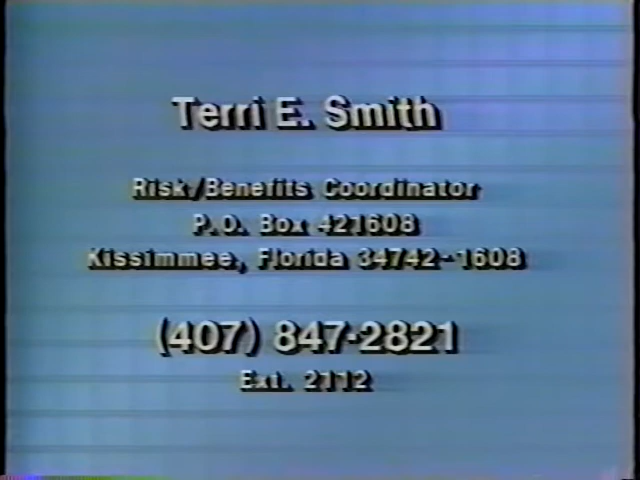 Terri E. Smith
Risk/Benefits Coordinator
P.O. Box 421608
Kissimmee, Florida 34742-1608
(407) 847-2821
Ext. 2112